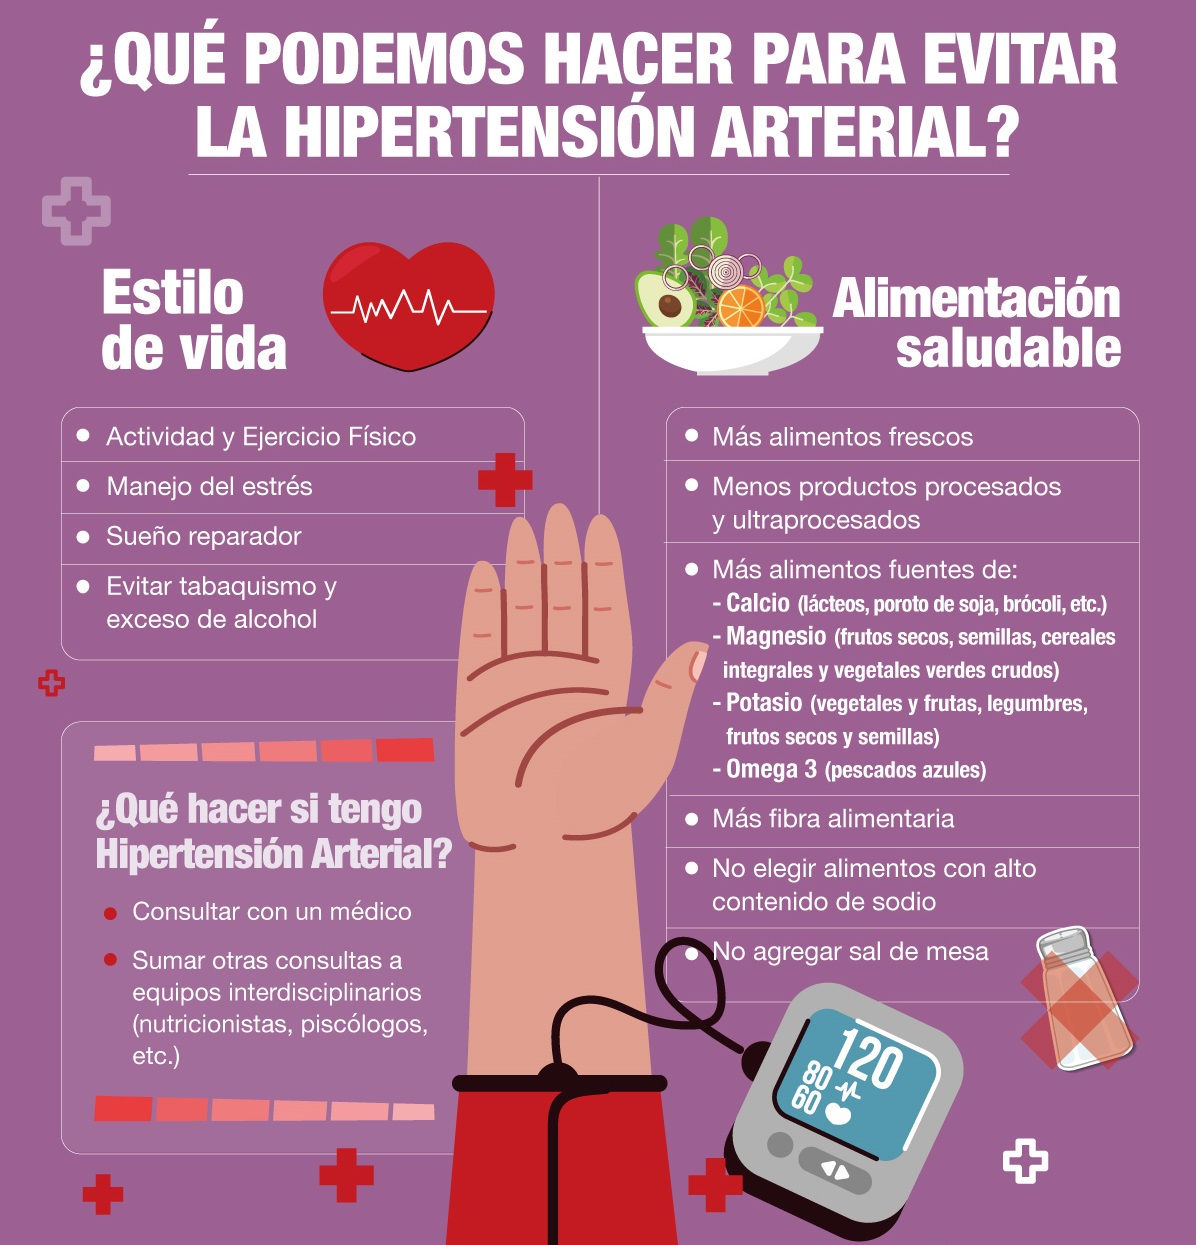 ¿QUÉ PODEMOS HACER PARA EVITAR
LA HIPERTENSIÓN ARTERIAL?
Estilo
de vida
Actividad y Ejercicio Físico
Manejo del estrés
Sueño reparador
Evitar tabaquismo y
exceso de alcohol
¿Qué hacer si tengo
Hipertensión Arterial?
Consultar con un médico
Sumar otras consultas a
equipos interdisciplinarios
(nutricionistas, piscólogos,
etc.)
Alimentación
saludable
Más alimentos frescos
Menos productos procesados
y ultraprocesados
Más alimentos fuentes de:
- Calcio (lácteos, poroto de soja, brócoli, etc.)
- Magnesio (frutos secos, semillas, cereales
integrales y vegetales verdes crudos)
- Potasio (vegetales y frutas, legumbres,
frutos secos y semillas)
- Omega 3 (pescados azules)
Más fibra alimentaria
No elegir alimentos con alto
contenido de sodio
No agregar sal de mesa
120
80
60